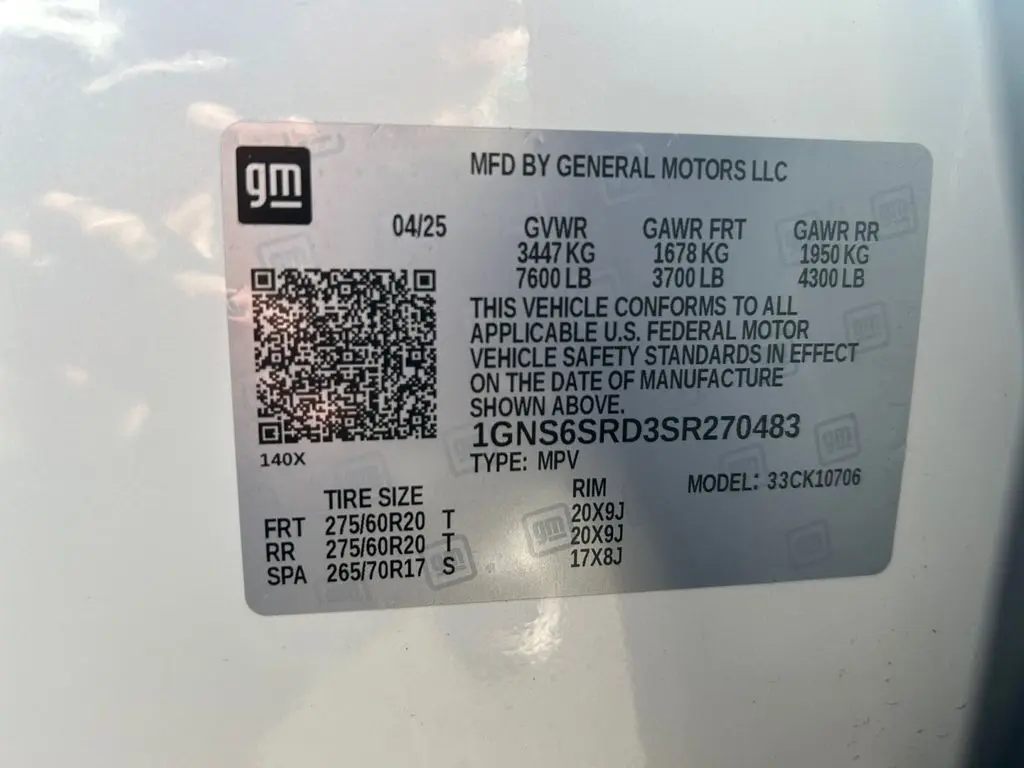 gm
MFD BY GENERAL MOTORS LLC
04/25 GVWR GAWR FRT GAWR RR
3447 KG 1678 KG 1950 KG
7600 LB 3700 LB 4300 LB
THIS VEHICLE CONFORMS TO ALL
APPLICABLE U.S. FEDERAL MOTOR
VEHICLE SAFETY STANDARDS IN EFFECT
ON THE DATE OF MANUFACTURE
SHOWN ABOVE.
1GNS6SRD3SR270483
140X
TYPE: MPV MODEL: 33CK10706
TIRE SIZE RIM
FRT 275/60R20 T 20X9J
RR 275/60R20 T 20X9J
SPA 265/70R17 S 17X8J